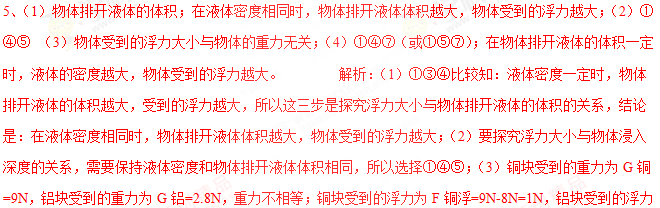 5、（1）物体排开液体的体积；在液体密度相同时，物体排开液体体积越大，物体受到的浮力越大；（2）①
④⑤ （3）物体受到的浮力大小与物体的重力无关；（4）①④⑦（或①⑤⑦）；在物体排开液体的体积一定
时，液体的密度越大，物体受到的浮力越大。 解析：（1）①③④比较知：液体密度一定时，物体
排开液体的体积越大，受到的浮力越大，所以这三步是探究浮力大小与物体排开液体的体积的关系，结论
是：在液体密度相同时，物体排开液体体积越大，物体受到的浮力越大；（2）要探究浮力大小与物体浸入
深度的关系，需要保持液体密度和物体排开液体体积相同，所以选择①④⑤；（3）铜块受到的重力为 G 铜
=9N，铝块受到的重力为 G 铝=2.8N，重力不相等；铜块受到的浮力为 F 铜浮=9N-8N=1N，铝块受到的浮力